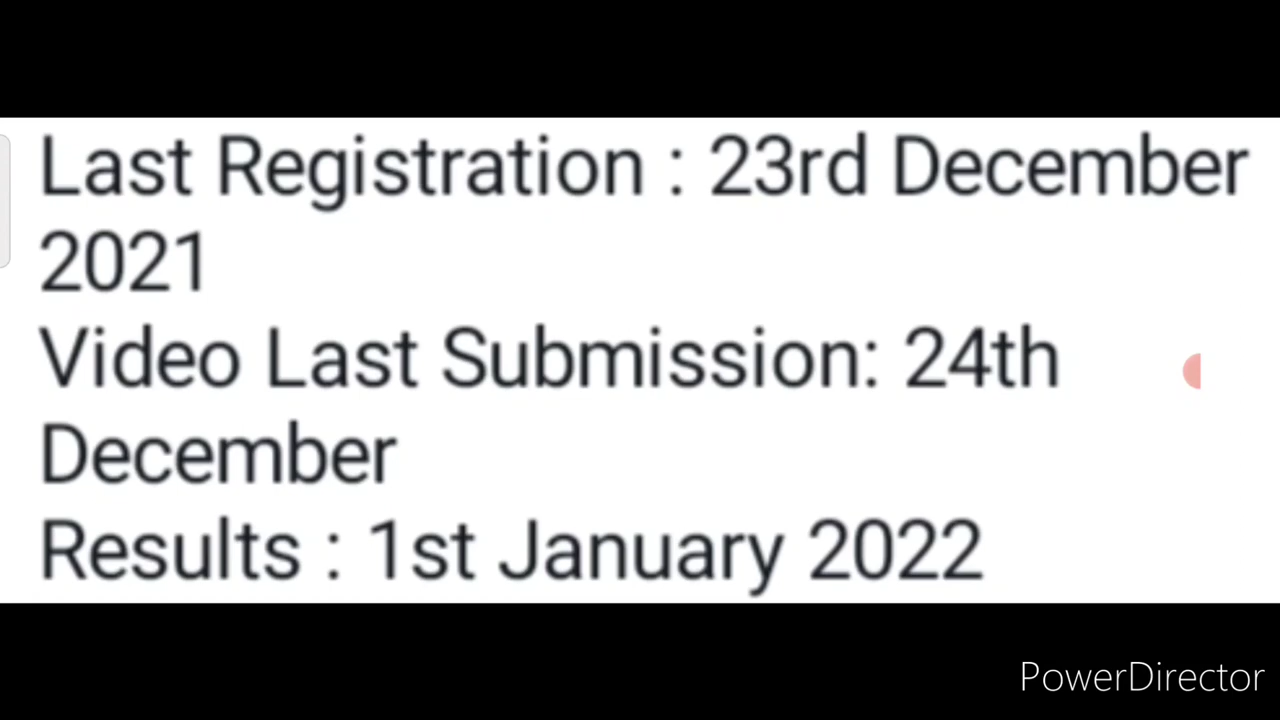 Last Registration : 23rd December
2021
Video Last Submission: 24th
December
Results : 1st January 2022
PowerDirector